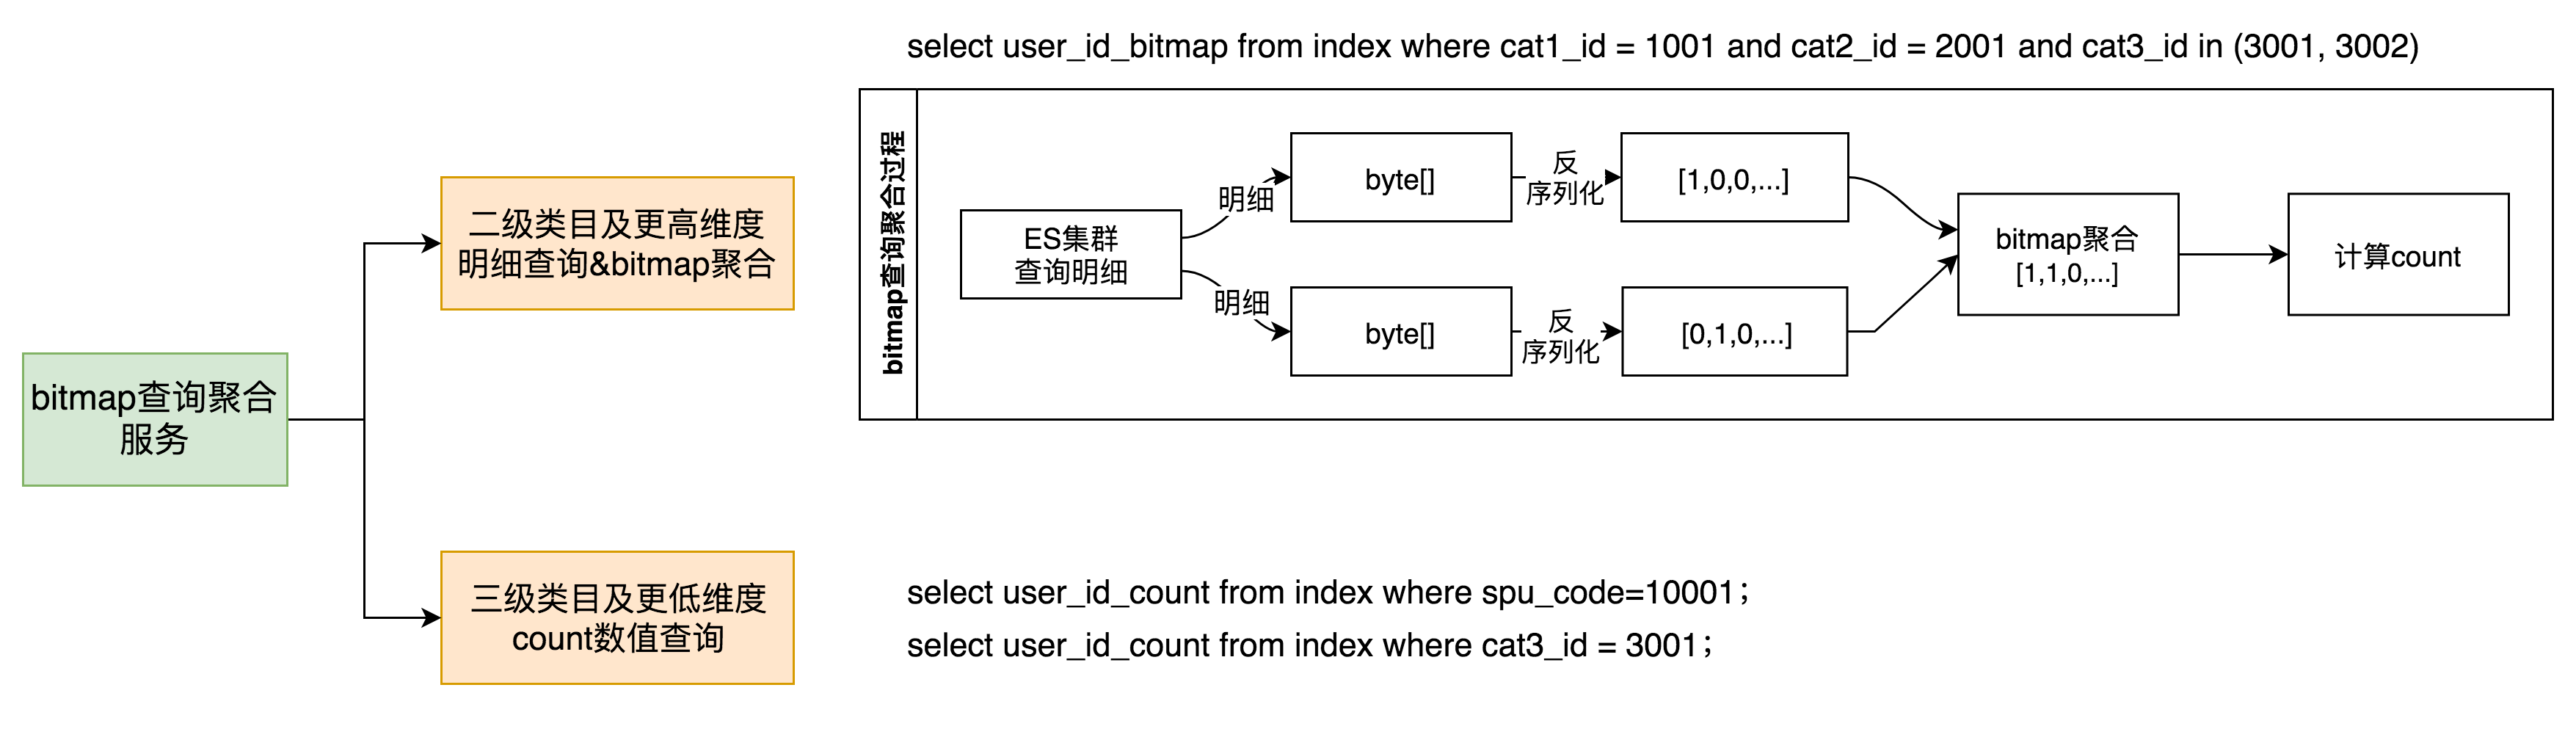 select user_id_bitmap from index where cat1_id = 1001 and cat2_id = 2001 and cat3_id in (3001, 3002)
bitmap查询聚合过程
ES集群
查询明细
明细
byte[]
反
序列化
[1,0,0,...]
明细
byte[]
反
序列化
[0,1,0,...]
bitmap聚合
[1,1,0,...]
计算count
bitmap查询聚合
服务
二级类目及更高维度
明细查询&bitmap聚合
三级类目及更低维度
count数值查询
select user_id_count from index where spu_code=10001；
select user_id_count from index where cat3_id = 3001；